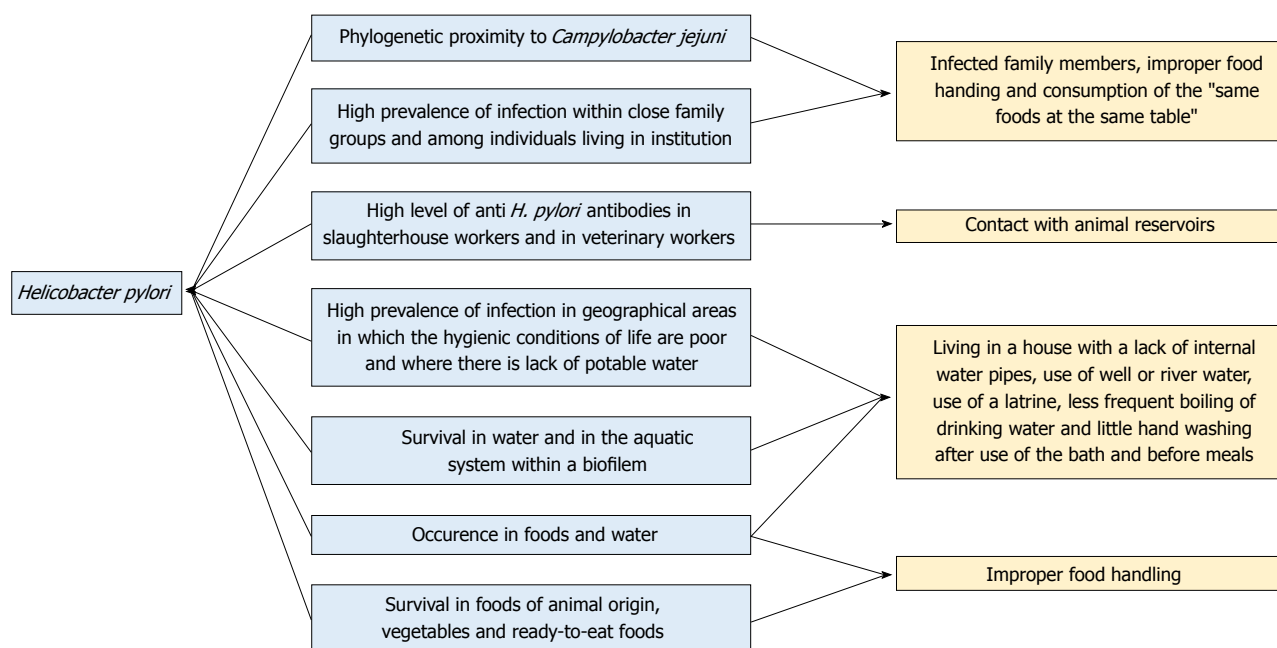 Helicobacter pylori
Phylogenetic proximity to Campylobacter jejuni
High prevalence of infection within close family
groups and among individuals living in institution
High level of anti H. pylori antibodies in
slaughterhouse workers and in veterinary workers
High prevalence of infection in geographical areas
in which the hygienic conditions of life are poor
and where there is lack of potable water
Survival in water and in the aquatic
system within a biofilem
Occurence in foods and water
Survival in foods of animal origin,
vegetables and ready-to-eat foods
Infected family members, improper food
handing and consumption of the "same
foods at the same table"
Contact with animal reservoirs
Living in a house with a lack of internal
water pipes, use of well or river water,
use of a latrine, less frequent boiling of
drinking water and little hand washing
after use of the bath and before meals
Improper food handling